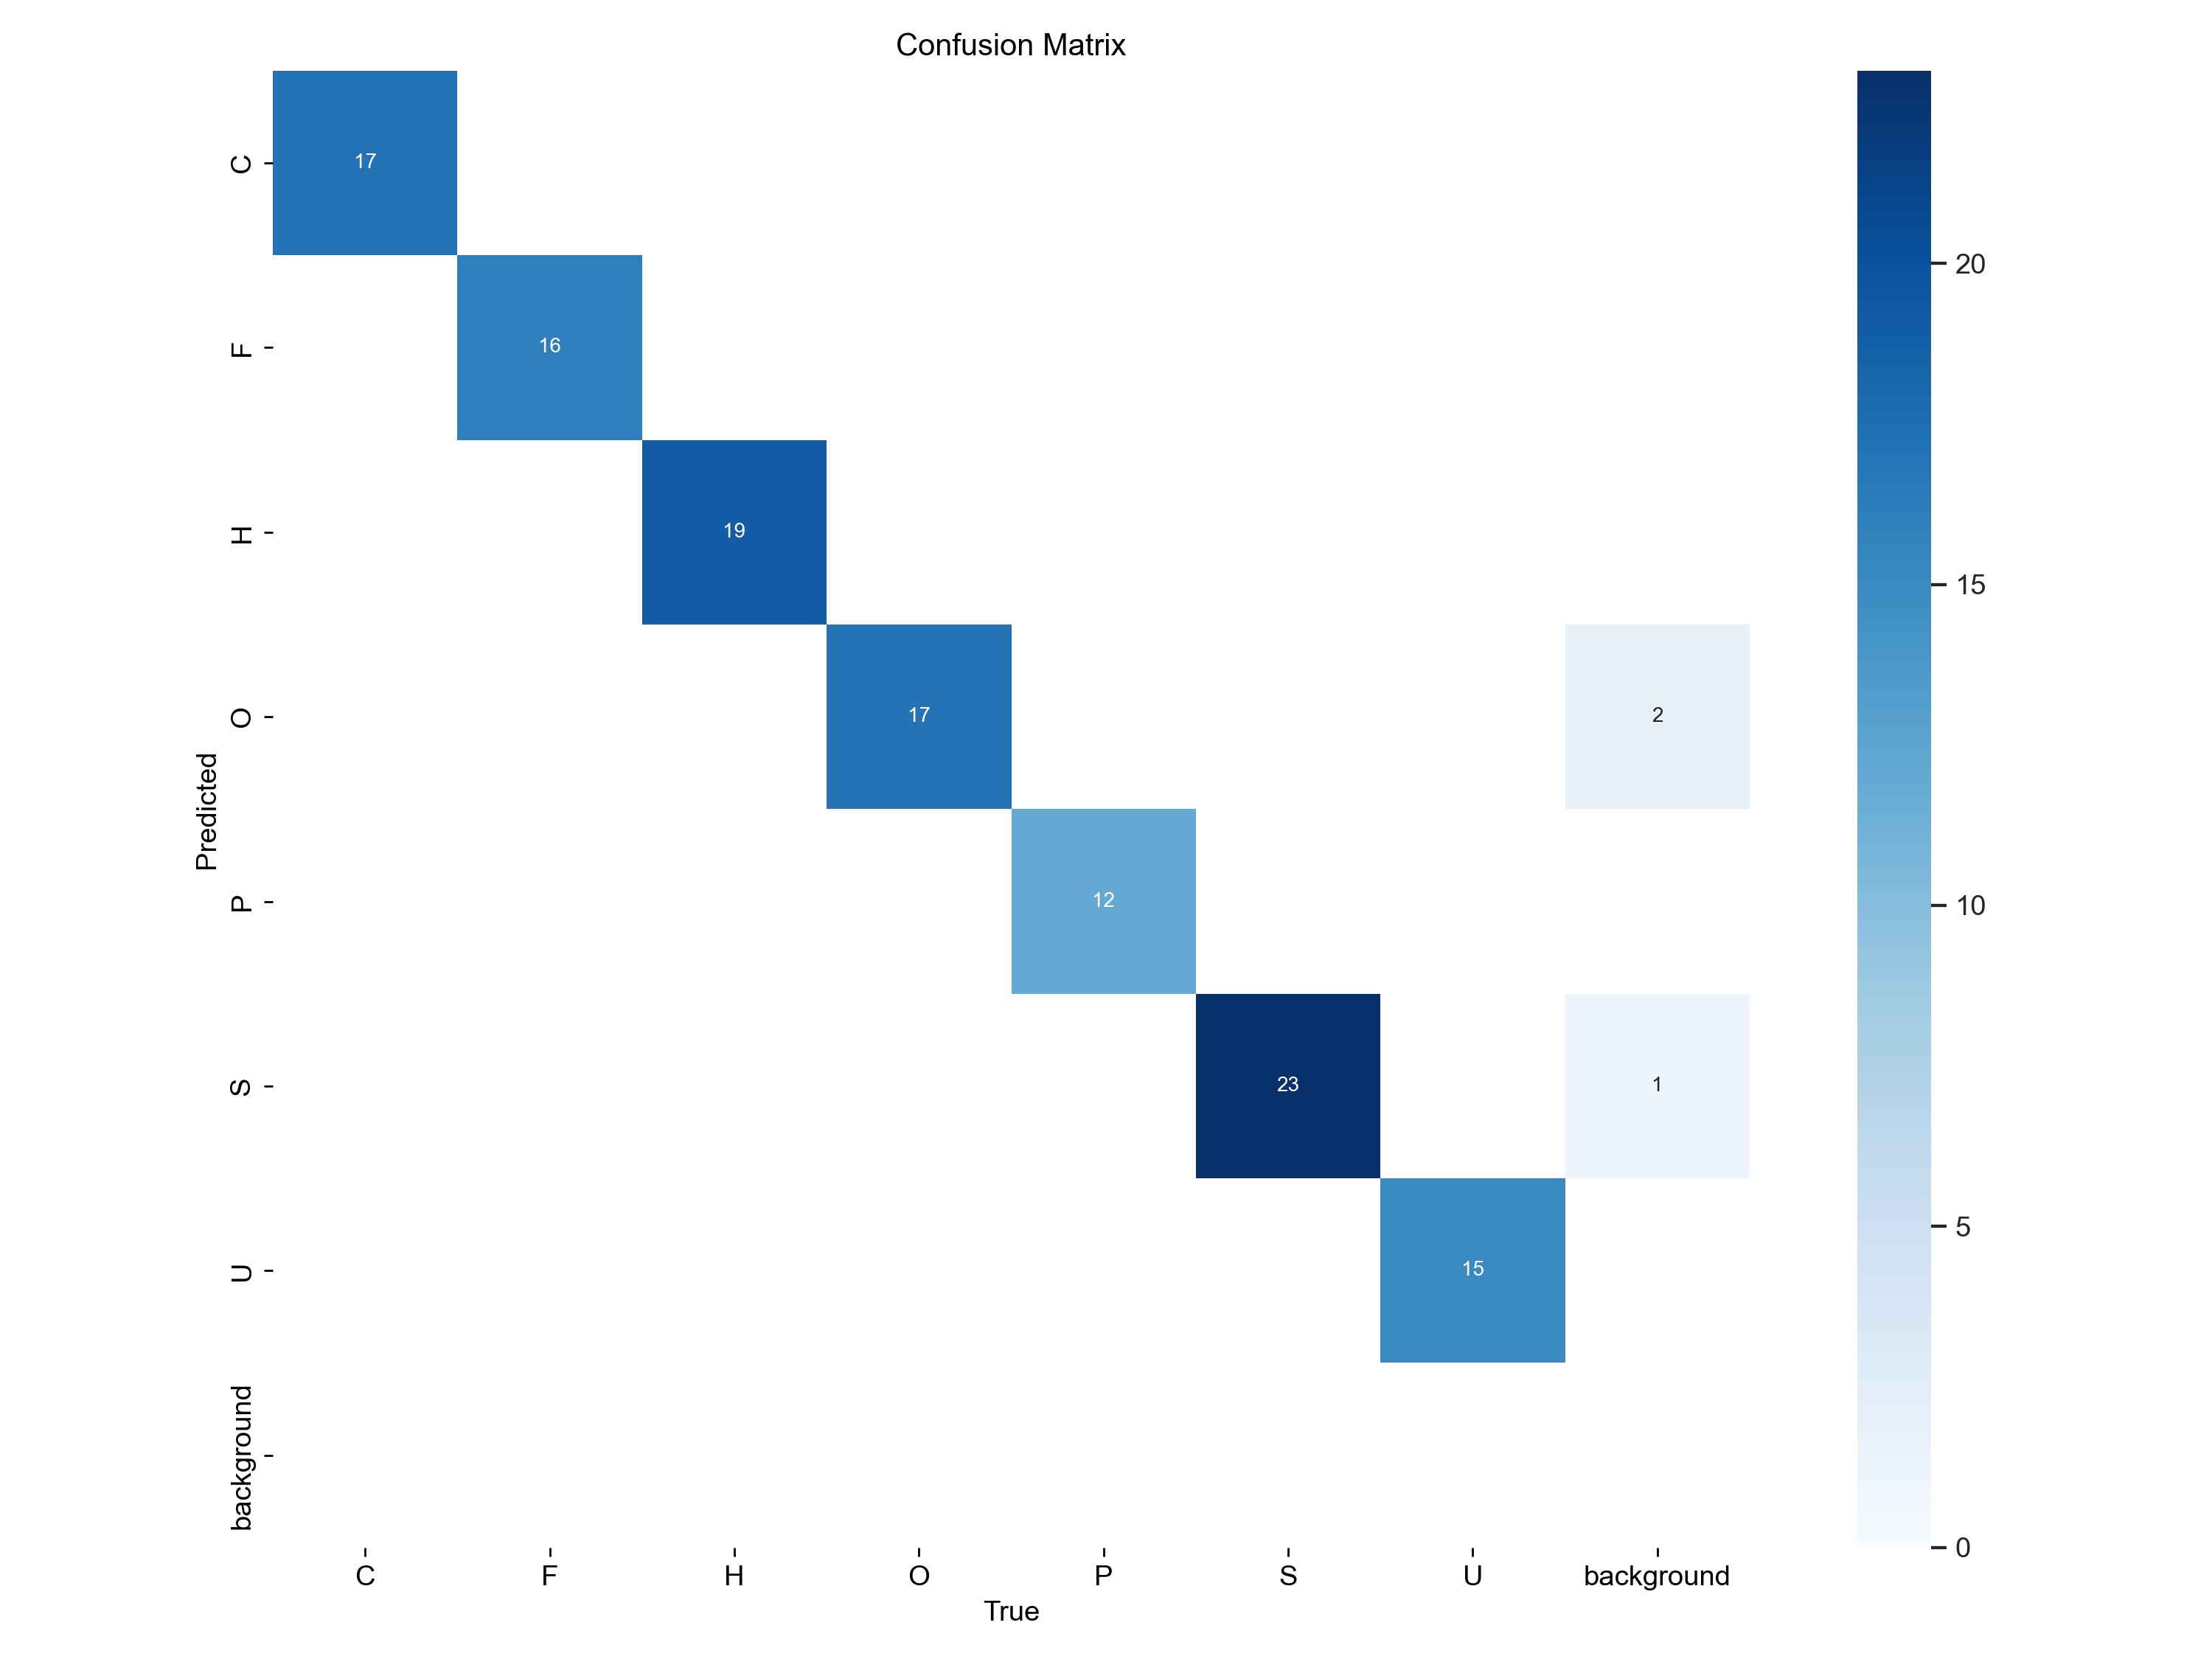 Confusion Matrix
C
17
F
16
20
H
19
15
O
17
2
Predicted
P
12
10
S
23
1
U
15
5
background
0
C F H O P S U background
True